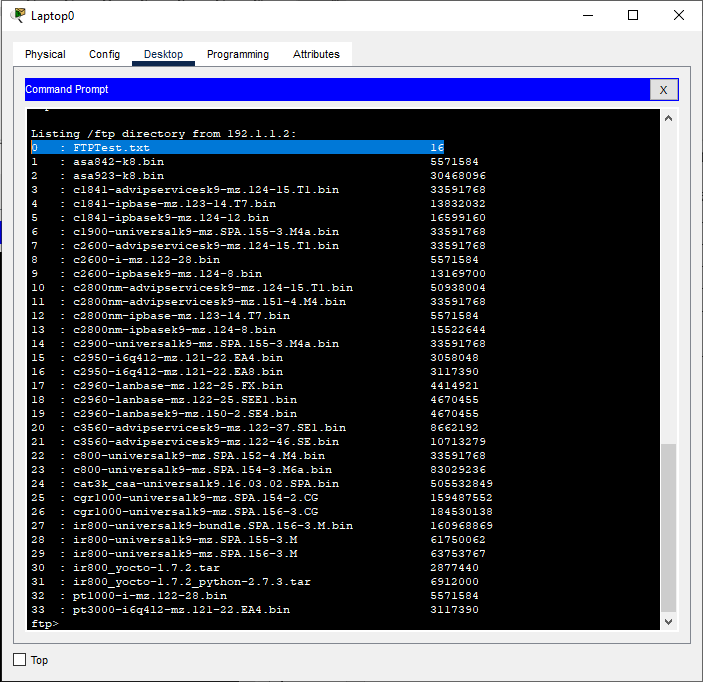 Laptop0
Physical Config Desktop Programming Attributes
Command Prompt X
Listing /ftp directory from 192.1.1.2:
0 : FTPTest.txt 16
1 : asa842-k8.bin 5571584
2 : asa923-k8.bin 30468096
3 : c1841-advipservicesk9-mz.124-15.T1.bin 33591768
4 : c1841-ipbase-mz.123-14.T7.bin 13832032
5 : c1841-ipbasek9-mz.124-12.bin 16599160
6 : c1900-universalk9-mz.SPA.155-3.M4a.bin 33591768
7 : c2600-advipservicesk9-mz.124-15.T1.bin 33591768
8 : c2600-i-mz.122-28.bin 5571584
9 : c2600-ipbasek9-mz.124-8.bin 13169700
10 : c2800nm-advipservicesk9-mz.124-15.T1.bin 50938004
11 : c2800nm-advipservicesk9-mz.151-4.M4.bin 33591768
12 : c2800nm-ipbase-mz.123-14.T7.bin 5571584
13 : c2800nm-ipbasek9-mz.124-8.bin 15522644
14 : c2900-universalk9-mz.SPA.155-3.M4a.bin 33591768
15 : c2950-i6q4l2-mz.121-22.EA4.bin 3058048
16 : c2950-i6q4l2-mz.121-22.EA8.bin 3117390
17 : c2960-lanbase-mz.122-25.FX.bin 4414921
18 : c2960-lanbase-mz.122-25.SEE1.bin 4670455
19 : c2960-lanbasek9-mz.150-2.SE4.bin 4670455
20 : c3560-advipservicesk9-mz.122-37.SE1.bin 8662192
21 : c3560-advipservicesk9-mz.122-46.SE.bin 10713279
22 : c800-universalk9-mz.SPA.152-4.M4.bin 33591768
23 : c800-universalk9-mz.SPA.154-3.M6a.bin 83029236
24 : cat3k_caa-universalk9.16.03.02.SPA.bin 505532849
25 : cgr1000-universalk9-mz.SPA.154-2.CG 159487552
26 : cgr1000-universalk9-mz.SPA.156-3.CG 184530138
27 : ir800-universalk9-bundle.SPA.156-3.M.bin 160968869
28 : ir800-universalk9-mz.SPA.155-3.M 61750062
29 : ir800-universalk9-mz.SPA.156-3.M 63753767
30 : ir800_yocto-1.7.2.tar 2877440
31 : ir800_yocto-1.7.2_python-2.7.3.tar 6912000
32 : pt1000-i-mz.122-28.bin 5571584
33 : pt3000-i6q4l2-mz.121-22.EA4.bin 3117390
ftp>
Top